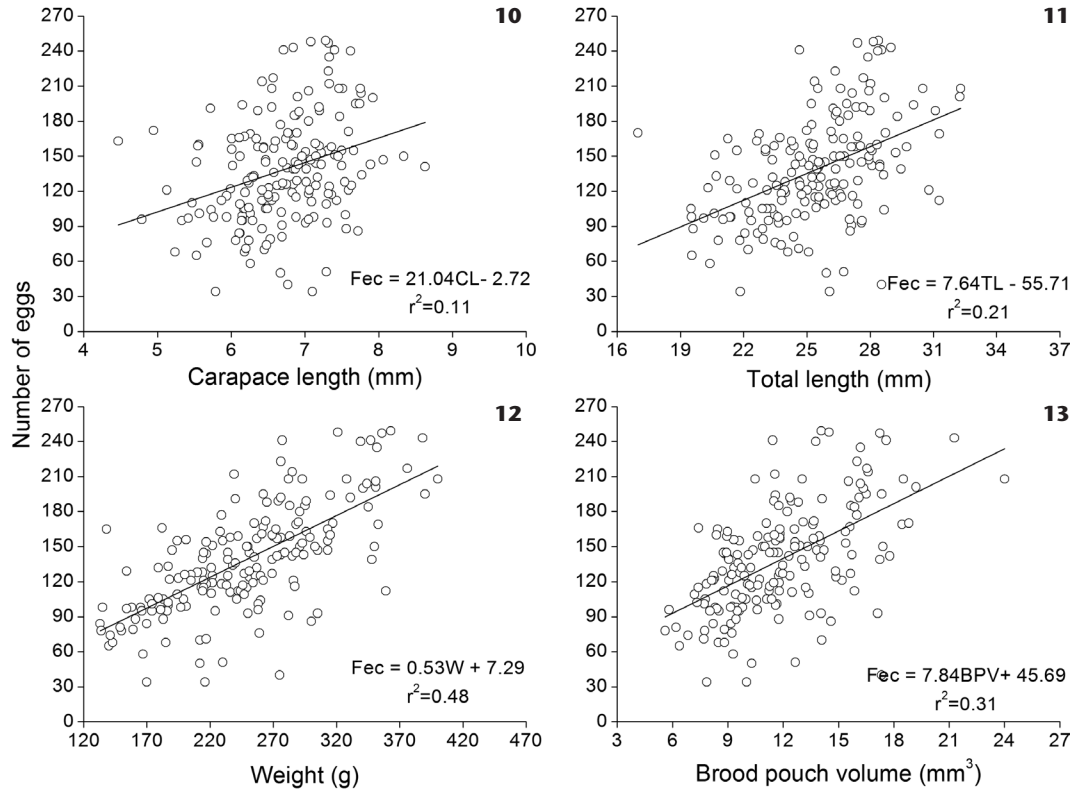 Number of eggs
10
270
240
210
180
150
120
90
60
30
0
4 5 6 7 8 9 10
Carapace length (mm)
Fec = 21.04CL- 2.72
r²=0.11
11
270
240
210
180
150
120
90
60
30
0
16 19 22 25 28 31 34 37
Total length (mm)
Fec = 7.64TL - 55.71
r²=0.21
12
270
240
210
180
150
120
90
60
30
0
120 170 220 270 320 370 420 470
Weight (g)
Fec = 0.53W + 7.29
r²=0.48
13
270
240
210
180
150
120
90
60
30
0
3 6 9 12 15 18 21 24 27
Brood pouch volume (mm³)
Fec = 7.84BPV+ 45.69
r²=0.31